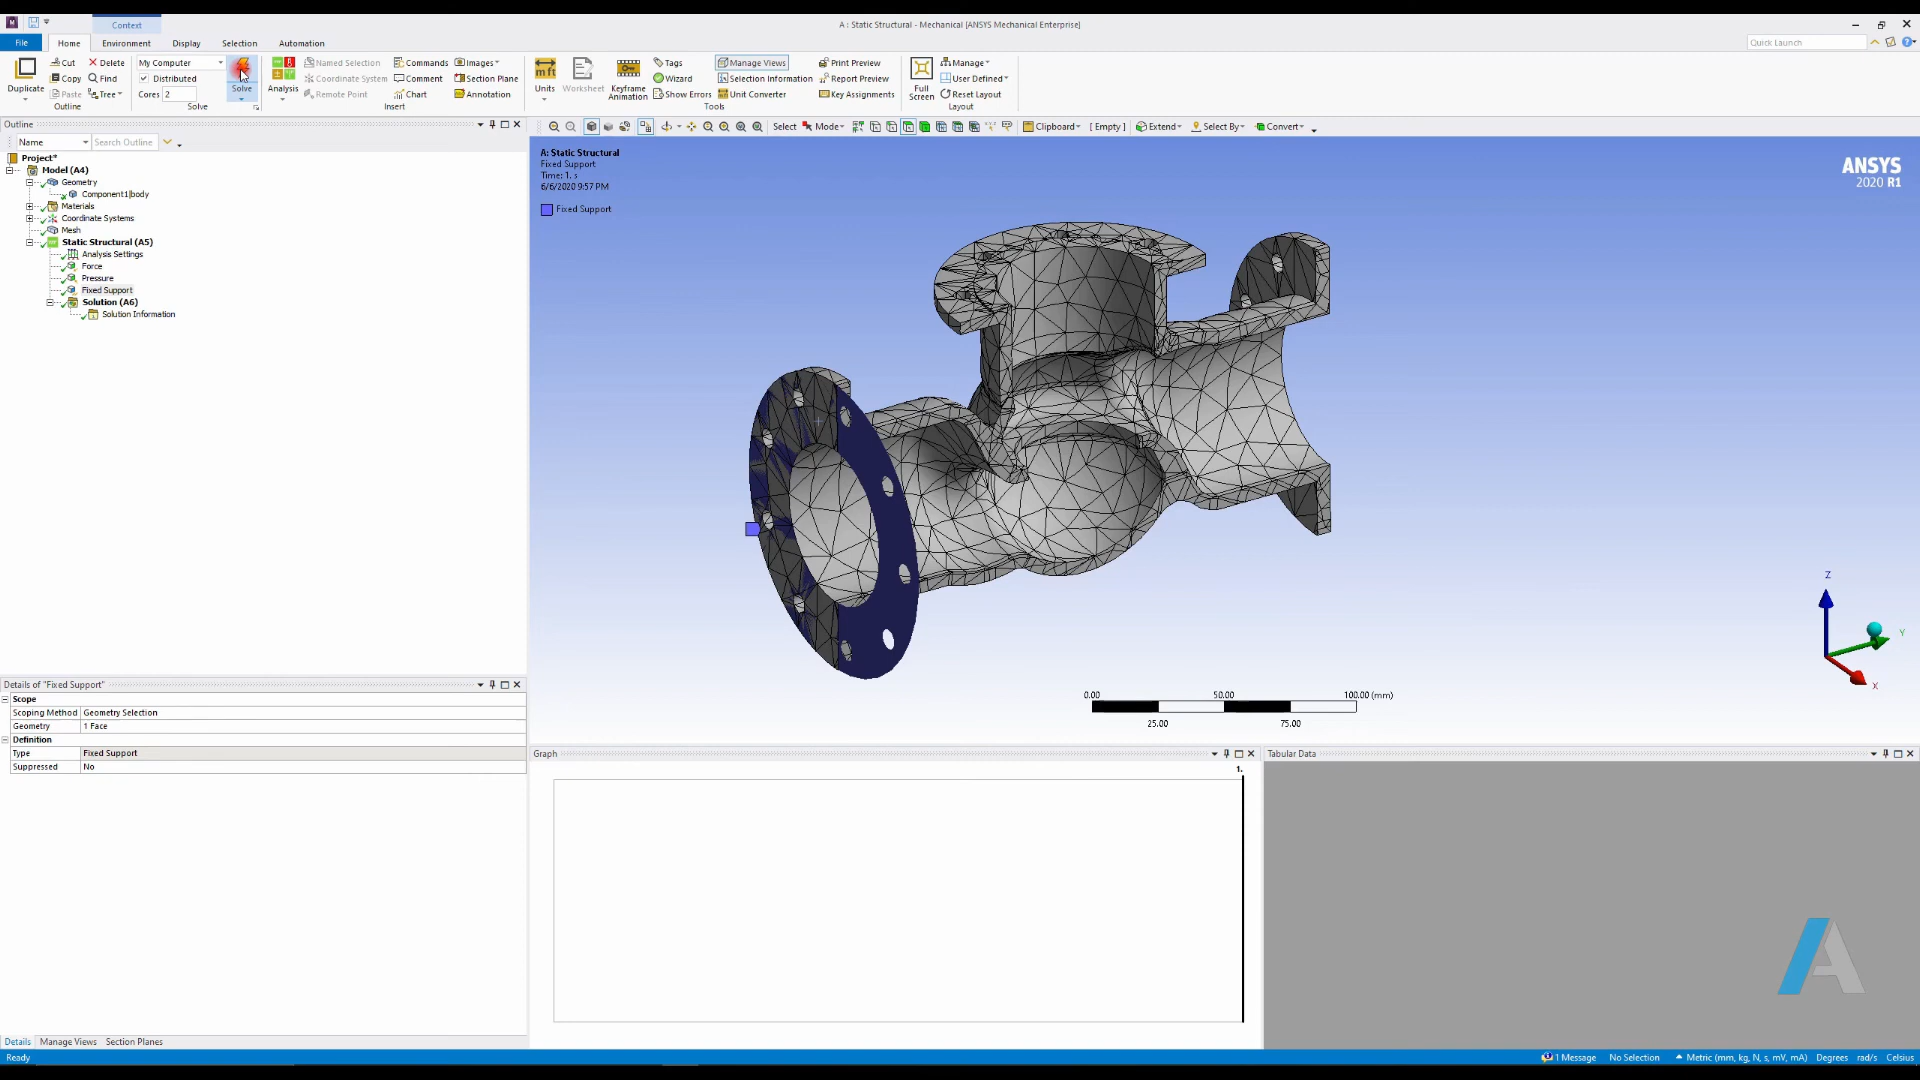 Context
A : Static Structural - Mechanical [ANSYS Mechanical Enterprise]
File Home Environment Display Selection Automation
Quick Launch
Duplicate
Cut Delete
Copy Find
Paste Tree
Outline
My Computer
Distributed
Cores 2
Solve
Solve
Analysis
Named Selection Commands Images
Coordinate System Comment Section Plane
Remote Point Chart Annotation
Insert
Units Worksheet Keyframe Animation
Tags Manage Views Print Preview
Wizard Selection Information Report Preview
Show Errors Unit Converter Key Assignments
Tools
Full Screen
Manage
User Defined
Reset Layout
Layout
Outline
Name Search Outline
Select Mode Clipboard [ Empty ] Extend Select By Convert
Project*
Model (A4)
Geometry
Component1|body
Materials
Coordinate Systems
Mesh
Static Structural (A5)
Analysis Settings
Force
Pressure
Fixed Support
Solution (A6)
Solution Information
A: Static Structural
Fixed Support
Time: 1. s
6/6/2020 9:57 PM
Fixed Support
ANSYS
2020 R1
Z
Y
X
0.00 50.00 100.00 (mm)
25.00 75.00
Details of "Fixed Support"
Scope
Scoping Method Geometry Selection
Geometry 1 Face
Definition
Type Fixed Support
Suppressed No
Graph
1.
Tabular Data
Details Manage Views Section Planes
Ready
1 Message No Selection Metric (mm, kg, N, s, mV, mA) Degrees rad/s Celsius